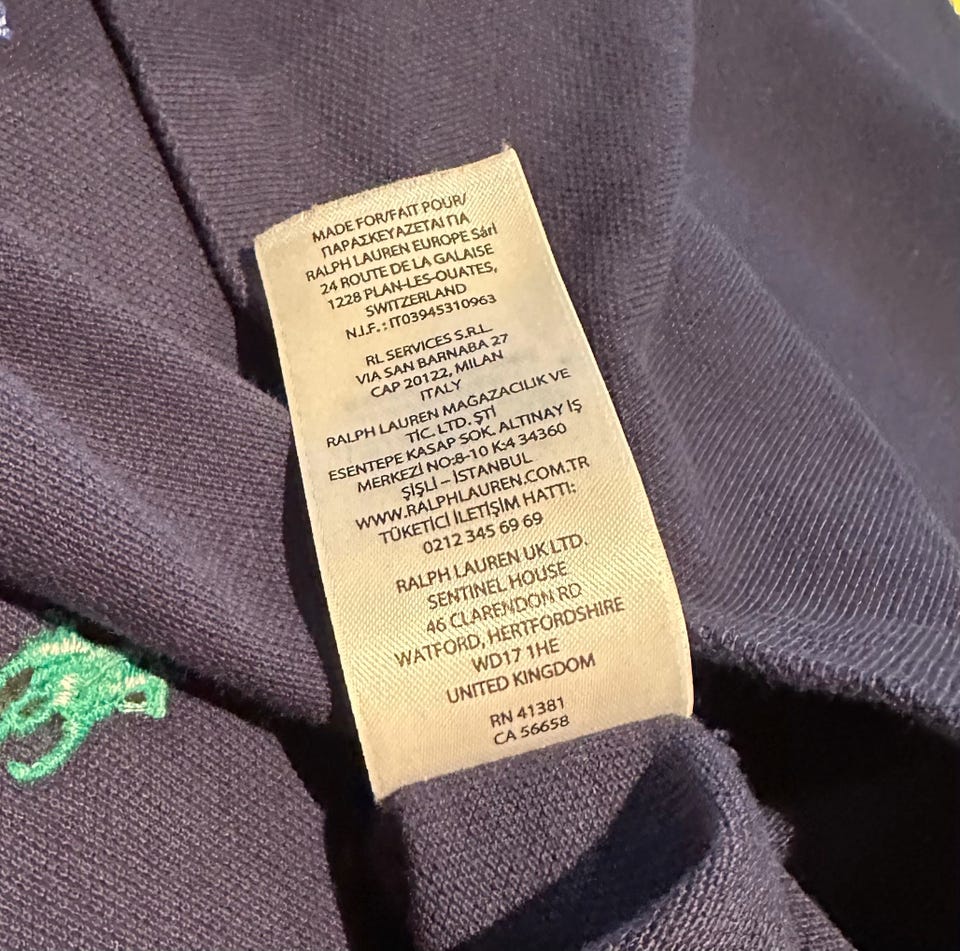 MADE FOR/FAIT POUR/
ΠΑΡΑΣΚΕΥΑΖΕΤΑΙ ΓΙΑ
RALPH LAUREN EUROPE Sárl
24 ROUTE DE LA GALAISE
1228 PLAN-LES-OUATES,
SWITZERLAND
N.I.F. : IT03945310963
RL SERVICES S.R.L.
VIA SAN BARNABA 27
CAP 20122, MILAN
ITALY
RALPH LAUREN MAĞAZACILIK VE
TİC. LTD. ŞTİ
ESENTEPE KASAP SOK. ALTINAY İŞ
MERKEZİ NO:8-10 K:4 34360
ŞİŞLİ – İSTANBUL
WWW.RALPHLAUREN.COM.TR
TÜKETİCİ İLETİŞİM HATTI:
0212 345 69 69
RALPH LAUREN UK LTD.
SENTINEL HOUSE
46 CLARENDON RD
WATFORD, HERTFORDSHIRE
WD17 1HE
UNITED KINGDOM
RN 41381
CA 56658